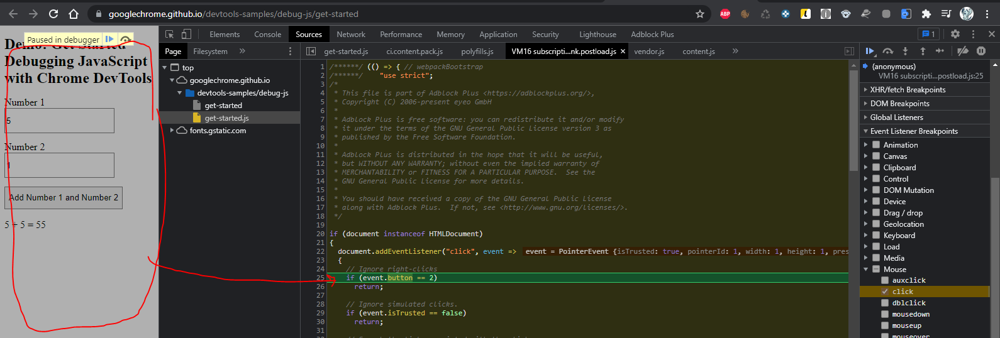 googlechrome.github.io/devtools-samples/debug-js/get-started
ABP
Paused in debugger
Demo: Get Started
Debugging JavaScript
with Chrome DevTools
Number 1
5
Number 2
1
Add Number 1 and Number 2
5 + 5 = 55
Elements Console Sources Network Performance Memory Application Security Lighthouse Adblock Plus
1
Page Filesystem »
top
googlechrome.github.io
devtools-samples/debug-js
get-started
get-started.js
fonts.gstatic.com
get-started.js ci.content.pack.js polyfills.js VM16 subscripti...nk.postload.js × vendor.js content.js »
1 /******/ (() => { // webpackBootstrap
2 /******/ "use strict";
3 /*
4 * This file is part of Adblock Plus <https://adblockplus.org/>,
5 * Copyright (C) 2006-present eyeo GmbH
6 *
7 * Adblock Plus is free software: you can redistribute it and/or modify
8 * it under the terms of the GNU General Public License version 3 as
9 * published by the Free Software Foundation.
10 *
11 * Adblock Plus is distributed in the hope that it will be useful,
12 * but WITHOUT ANY WARRANTY; without even the implied warranty of
13 * MERCHANTABILITY or FITNESS FOR A PARTICULAR PURPOSE. See the
14 * GNU General Public License for more details.
15 *
16 * You should have received a copy of the GNU General Public License
17 * along with Adblock Plus. If not, see <http://www.gnu.org/licenses/>.
18 */
19
20 if (document instanceof HTMLDocument)
21 {
22 document.addEventListener("click", event => event = PointerEvent {isTrusted: true, pointerId: 1, width: 1, height: 1, pres
23 {
24 // Ignore right-clicks
25 if (event.button == 2)
26 return;
27
28 // Ignore simulated clicks.
29 if (event.isTrusted == false)
30 return;
31
(anonymous)
VM16 subscripti...postload.js:25
XHR/fetch Breakpoints
DOM Breakpoints
Global Listeners
Event Listener Breakpoints
Animation
Canvas
Clipboard
Control
DOM Mutation
Device
Drag / drop
Geolocation
Keyboard
Load
Media
Mouse
auxclick
click
dblclick
mousedown
mouseup
mouseover